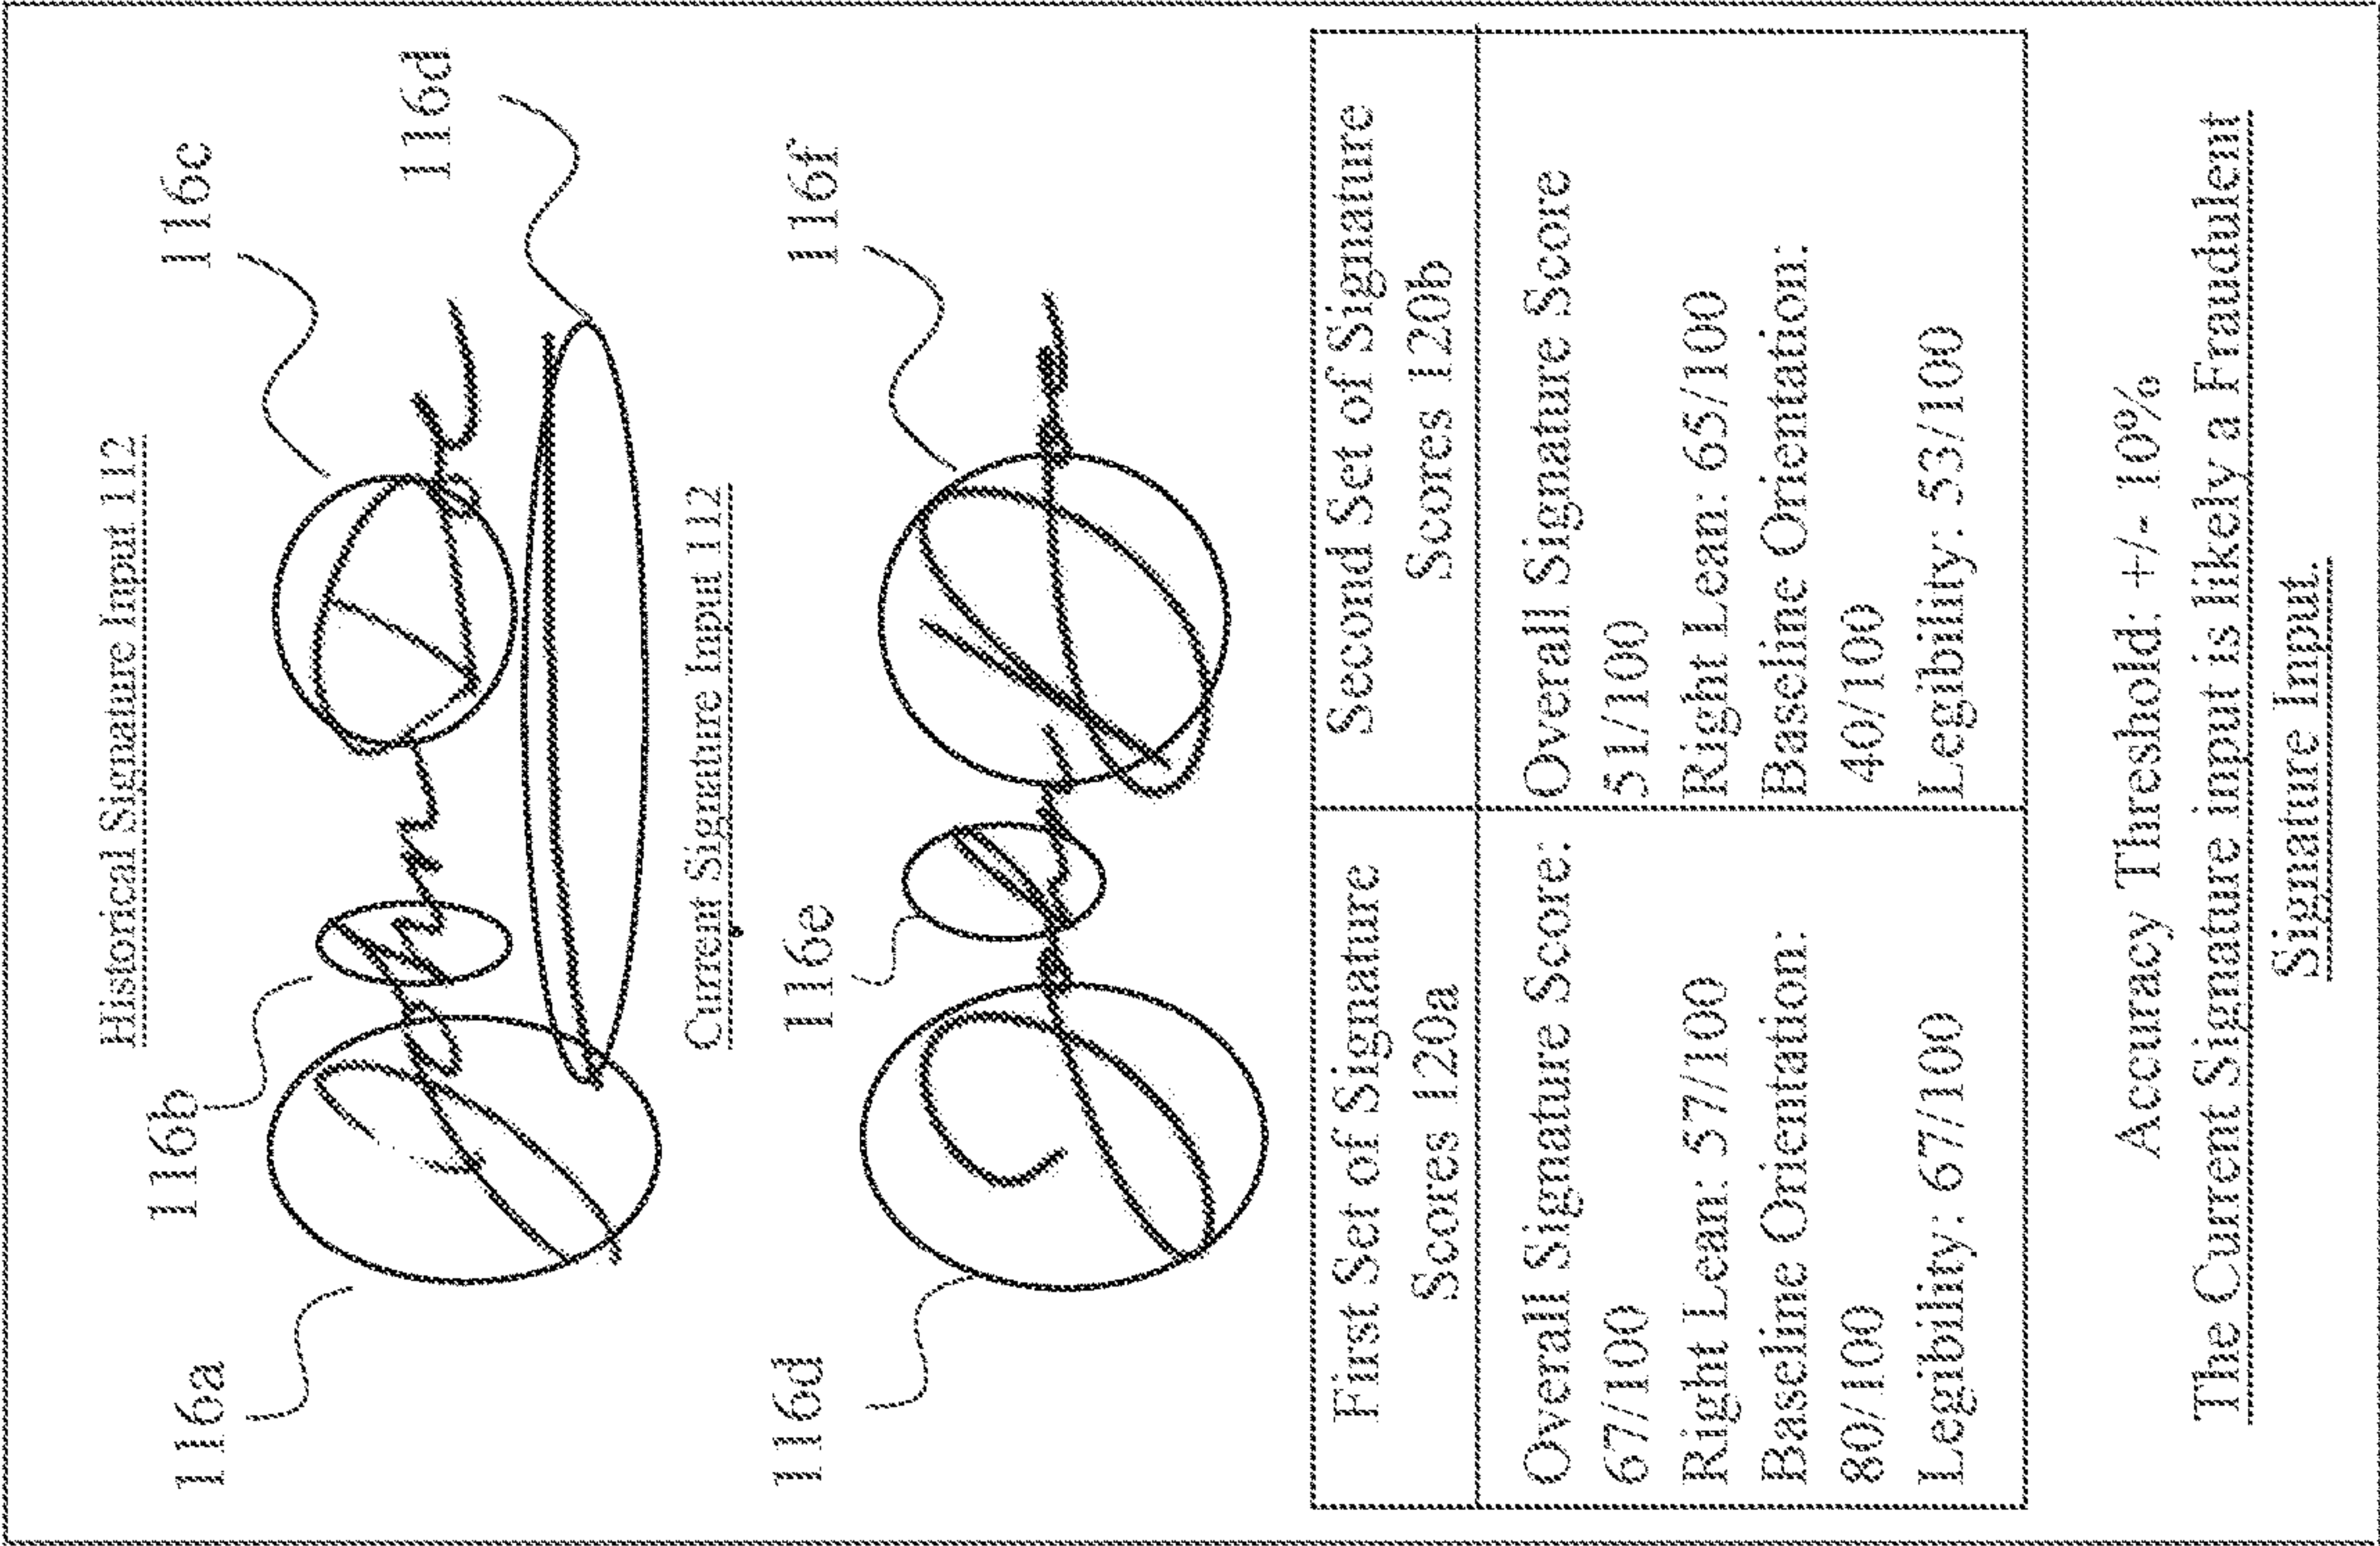 Historical Signature Input 112
116a
116b
116c
116d
Current Signature Input 112
116d
116e
116f
First Set of Signature
Scores 120a
Second Set of Signature
Scores 120b
Overall Signature Score:
67/100
Right Lean: 57/100
Baseline Orientation:
80/100
Legibility: 67/100
Overall Signature Score
51/100
Right Lean: 65/100
Baseline Orientation:
40/100
Legibility: 53/100
Accuracy Threshold: +/- 10%
The Current Signature input is likely a Fraudulent
Signature Input.